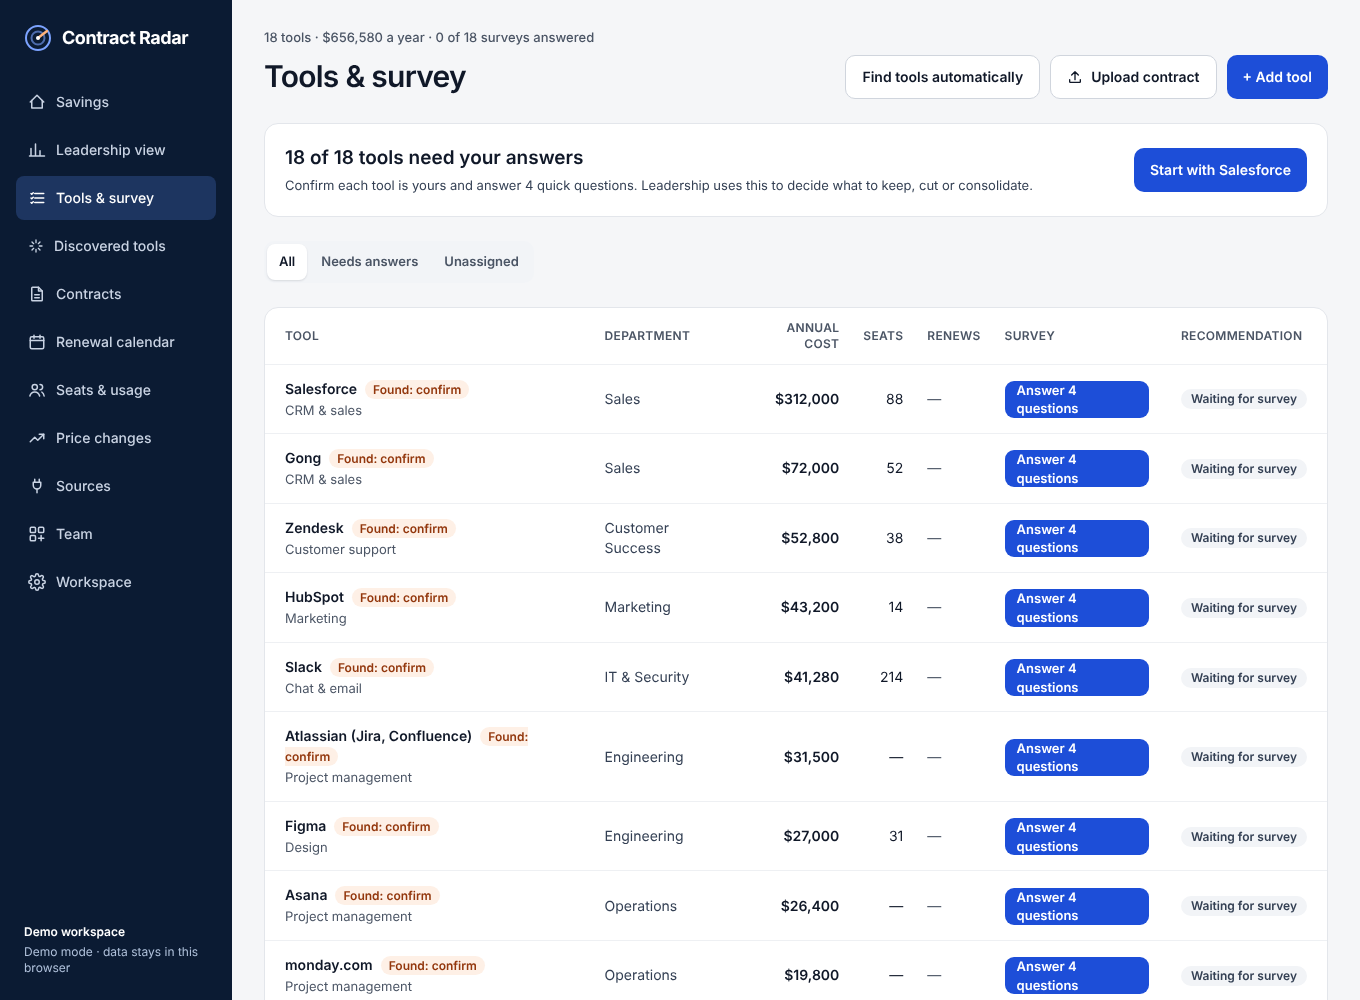 Contract Radar
Savings
Leadership view
Tools & survey
Discovered tools
Contracts
Renewal calendar
Seats & usage
Price changes
Sources
Team
Workspace
Demo workspace
Demo mode · data stays in this
browser
18 tools · $656,580 a year · 0 of 18 surveys answered
Tools & survey
Find tools automatically
Upload contract
+ Add tool
18 of 18 tools need your answers
Confirm each tool is yours and answer 4 quick questions. Leadership uses this to decide what to keep, cut or consolidate.
Start with Salesforce
All Needs answers Unassigned
TOOL DEPARTMENT ANNUAL COST SEATS RENEWS SURVEY RECOMMENDATION
Salesforce Found: confirm
CRM & sales
Sales
$312,000
88
—
Answer 4
questions
Waiting for survey
Gong Found: confirm
CRM & sales
Sales
$72,000
52
—
Answer 4
questions
Waiting for survey
Zendesk Found: confirm
Customer support
Customer
Success
$52,800
38
—
Answer 4
questions
Waiting for survey
HubSpot Found: confirm
Marketing
Marketing
$43,200
14
—
Answer 4
questions
Waiting for survey
Slack Found: confirm
Chat & email
IT & Security
$41,280
214
—
Answer 4
questions
Waiting for survey
Atlassian (Jira, Confluence) Found:
confirm
Project management
Engineering
$31,500
—
—
Answer 4
questions
Waiting for survey
Figma Found: confirm
Design
Engineering
$27,000
31
—
Answer 4
questions
Waiting for survey
Asana Found: confirm
Project management
Operations
$26,400
—
—
Answer 4
questions
Waiting for survey
monday.com Found: confirm
Project management
Operations
$19,800
—
—
Answer 4
questions
Waiting for survey